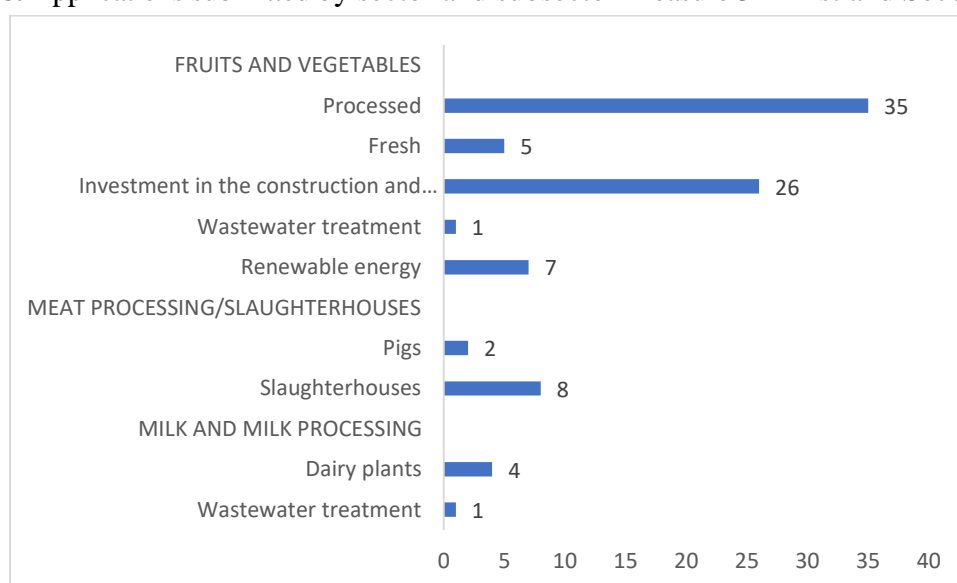 FRUITS AND VEGETABLES
Processed 35
Fresh 5
Investment in the construction and... 26
Wastewater treatment 1
Renewable energy 7
MEAT PROCESSING/SLAUGHTERHOUSES
Pigs 2
Slaughterhouses 8
MILK AND MILK PROCESSING
Dairy plants 4
Wastewater treatment 1
0 5 10 15 20 25 30 35 40